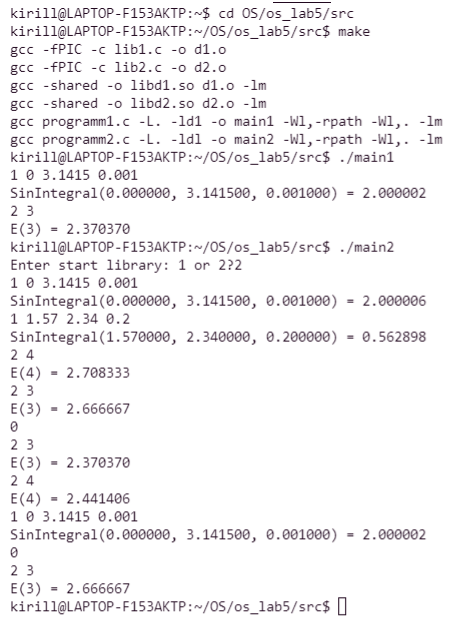 kirill@LAPTOP-F153AKTP:~$ cd OS/os_lab5/src
kirill@LAPTOP-F153AKTP:~/OS/os_lab5/src$ make
gcc -fPIC -c lib1.c -o d1.o
gcc -fPIC -c lib2.c -o d2.o
gcc -shared -o libd1.so d1.o -lm
gcc -shared -o libd2.so d2.o -lm
gcc programm1.c -L. -ld1 -o main1 -Wl,-rpath -Wl,. -lm
gcc programm2.c -L. -ldl -o main2 -Wl,-rpath -Wl,. -lm
kirill@LAPTOP-F153AKTP:~/OS/os_lab5/src$ ./main1
1 0 3.1415 0.001
SinIntegral(0.000000, 3.141500, 0.001000) = 2.000002
2 3
E(3) = 2.370370
kirill@LAPTOP-F153AKTP:~/OS/os_lab5/src$ ./main2
Enter start library: 1 or 2?2
1 0 3.1415 0.001
SinIntegral(0.000000, 3.141500, 0.001000) = 2.000006
1 1.57 2.34 0.2
SinIntegral(1.570000, 2.340000, 0.200000) = 0.562898
2 4
E(4) = 2.708333
2 3
E(3) = 2.666667
0
2 3
E(3) = 2.370370
2 4
E(4) = 2.441406
1 0 3.1415 0.001
SinIntegral(0.000000, 3.141500, 0.001000) = 2.000002
0
2 3
E(3) = 2.666667
kirill@LAPTOP-F153AKTP:~/OS/os_lab5/src$